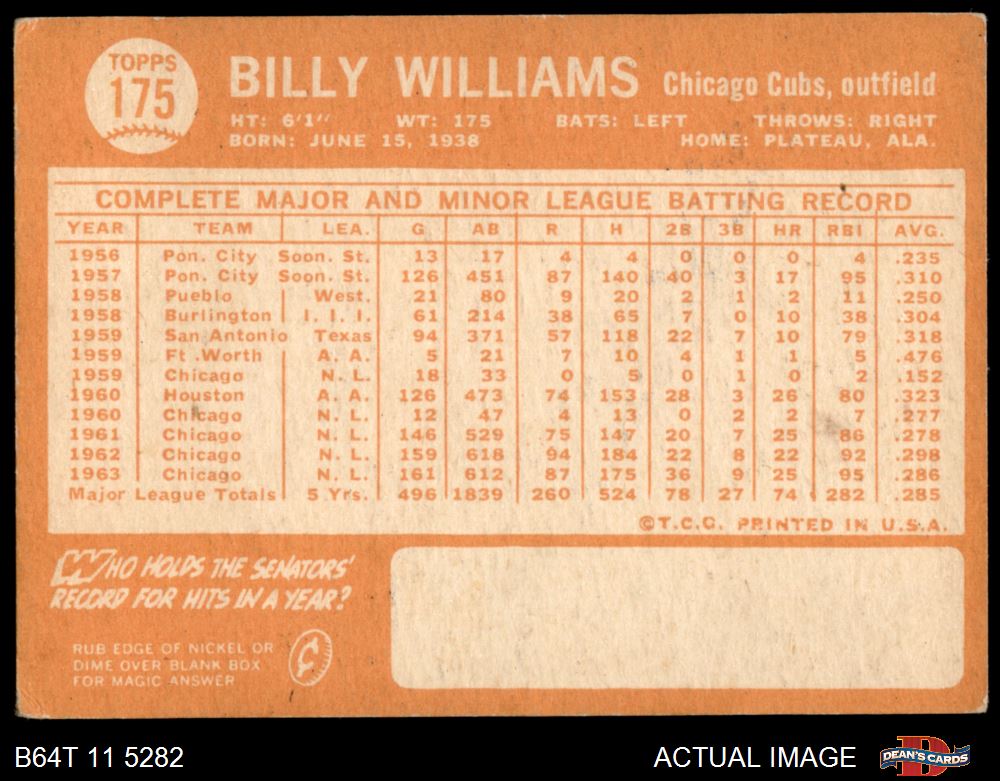 TOPPS
175
BILLY WILLIAMS Chicago Cubs, outfield
HT: 6'1" WT: 175 BATS: LEFT THROWS: RIGHT
BORN: JUNE 15, 1938 HOME: PLATEAU, ALA.
COMPLETE MAJOR AND MINOR LEAGUE BATTING RECORD
YEAR TEAM LEA. G AB R H 2B 3B HR RBI AVG.
1956 Pon. City Soon. St. 13 17 4 4 0 0 0 4 .235
1957 Pon. City Soon. St. 126 451 87 140 40 3 17 95 .310
1958 Pueblo West. 21 80 9 20 2 1 2 11 .250
1958 Burlington I. I. I. 61 214 38 65 7 0 10 38 .304
1959 San Antonio Texas 94 371 57 118 22 7 10 79 .318
1959 Ft .Worth A. A. 5 21 7 10 4 1 1 5 .476
1959 Chicago N. L. 18 33 0 5 0 1 0 2 .152
1960 Houston A. A. 126 473 74 153 28 3 26 80 .323
1960 Chicago N. L. 12 47 4 13 0 2 2 7 .277
1961 Chicago N. L. 146 529 75 147 20 7 25 86 .278
1962 Chicago N. L. 159 618 94 184 22 8 22 92 .298
1963 Chicago N. L. 161 612 87 175 36 9 25 95 .286
Major League Totals 5 Yrs. 496 1839 260 524 78 27 74 282 .285
©T.C.G. PRINTED IN U.S.A.
WHO HOLDS THE SENATORS'
RECORD FOR HITS IN A YEAR?
RUB EDGE OF NICKEL OR
DIME OVER BLANK BOX
FOR MAGIC ANSWER
B64T 11 5282 ACTUAL IMAGE DEAN'S CARDS